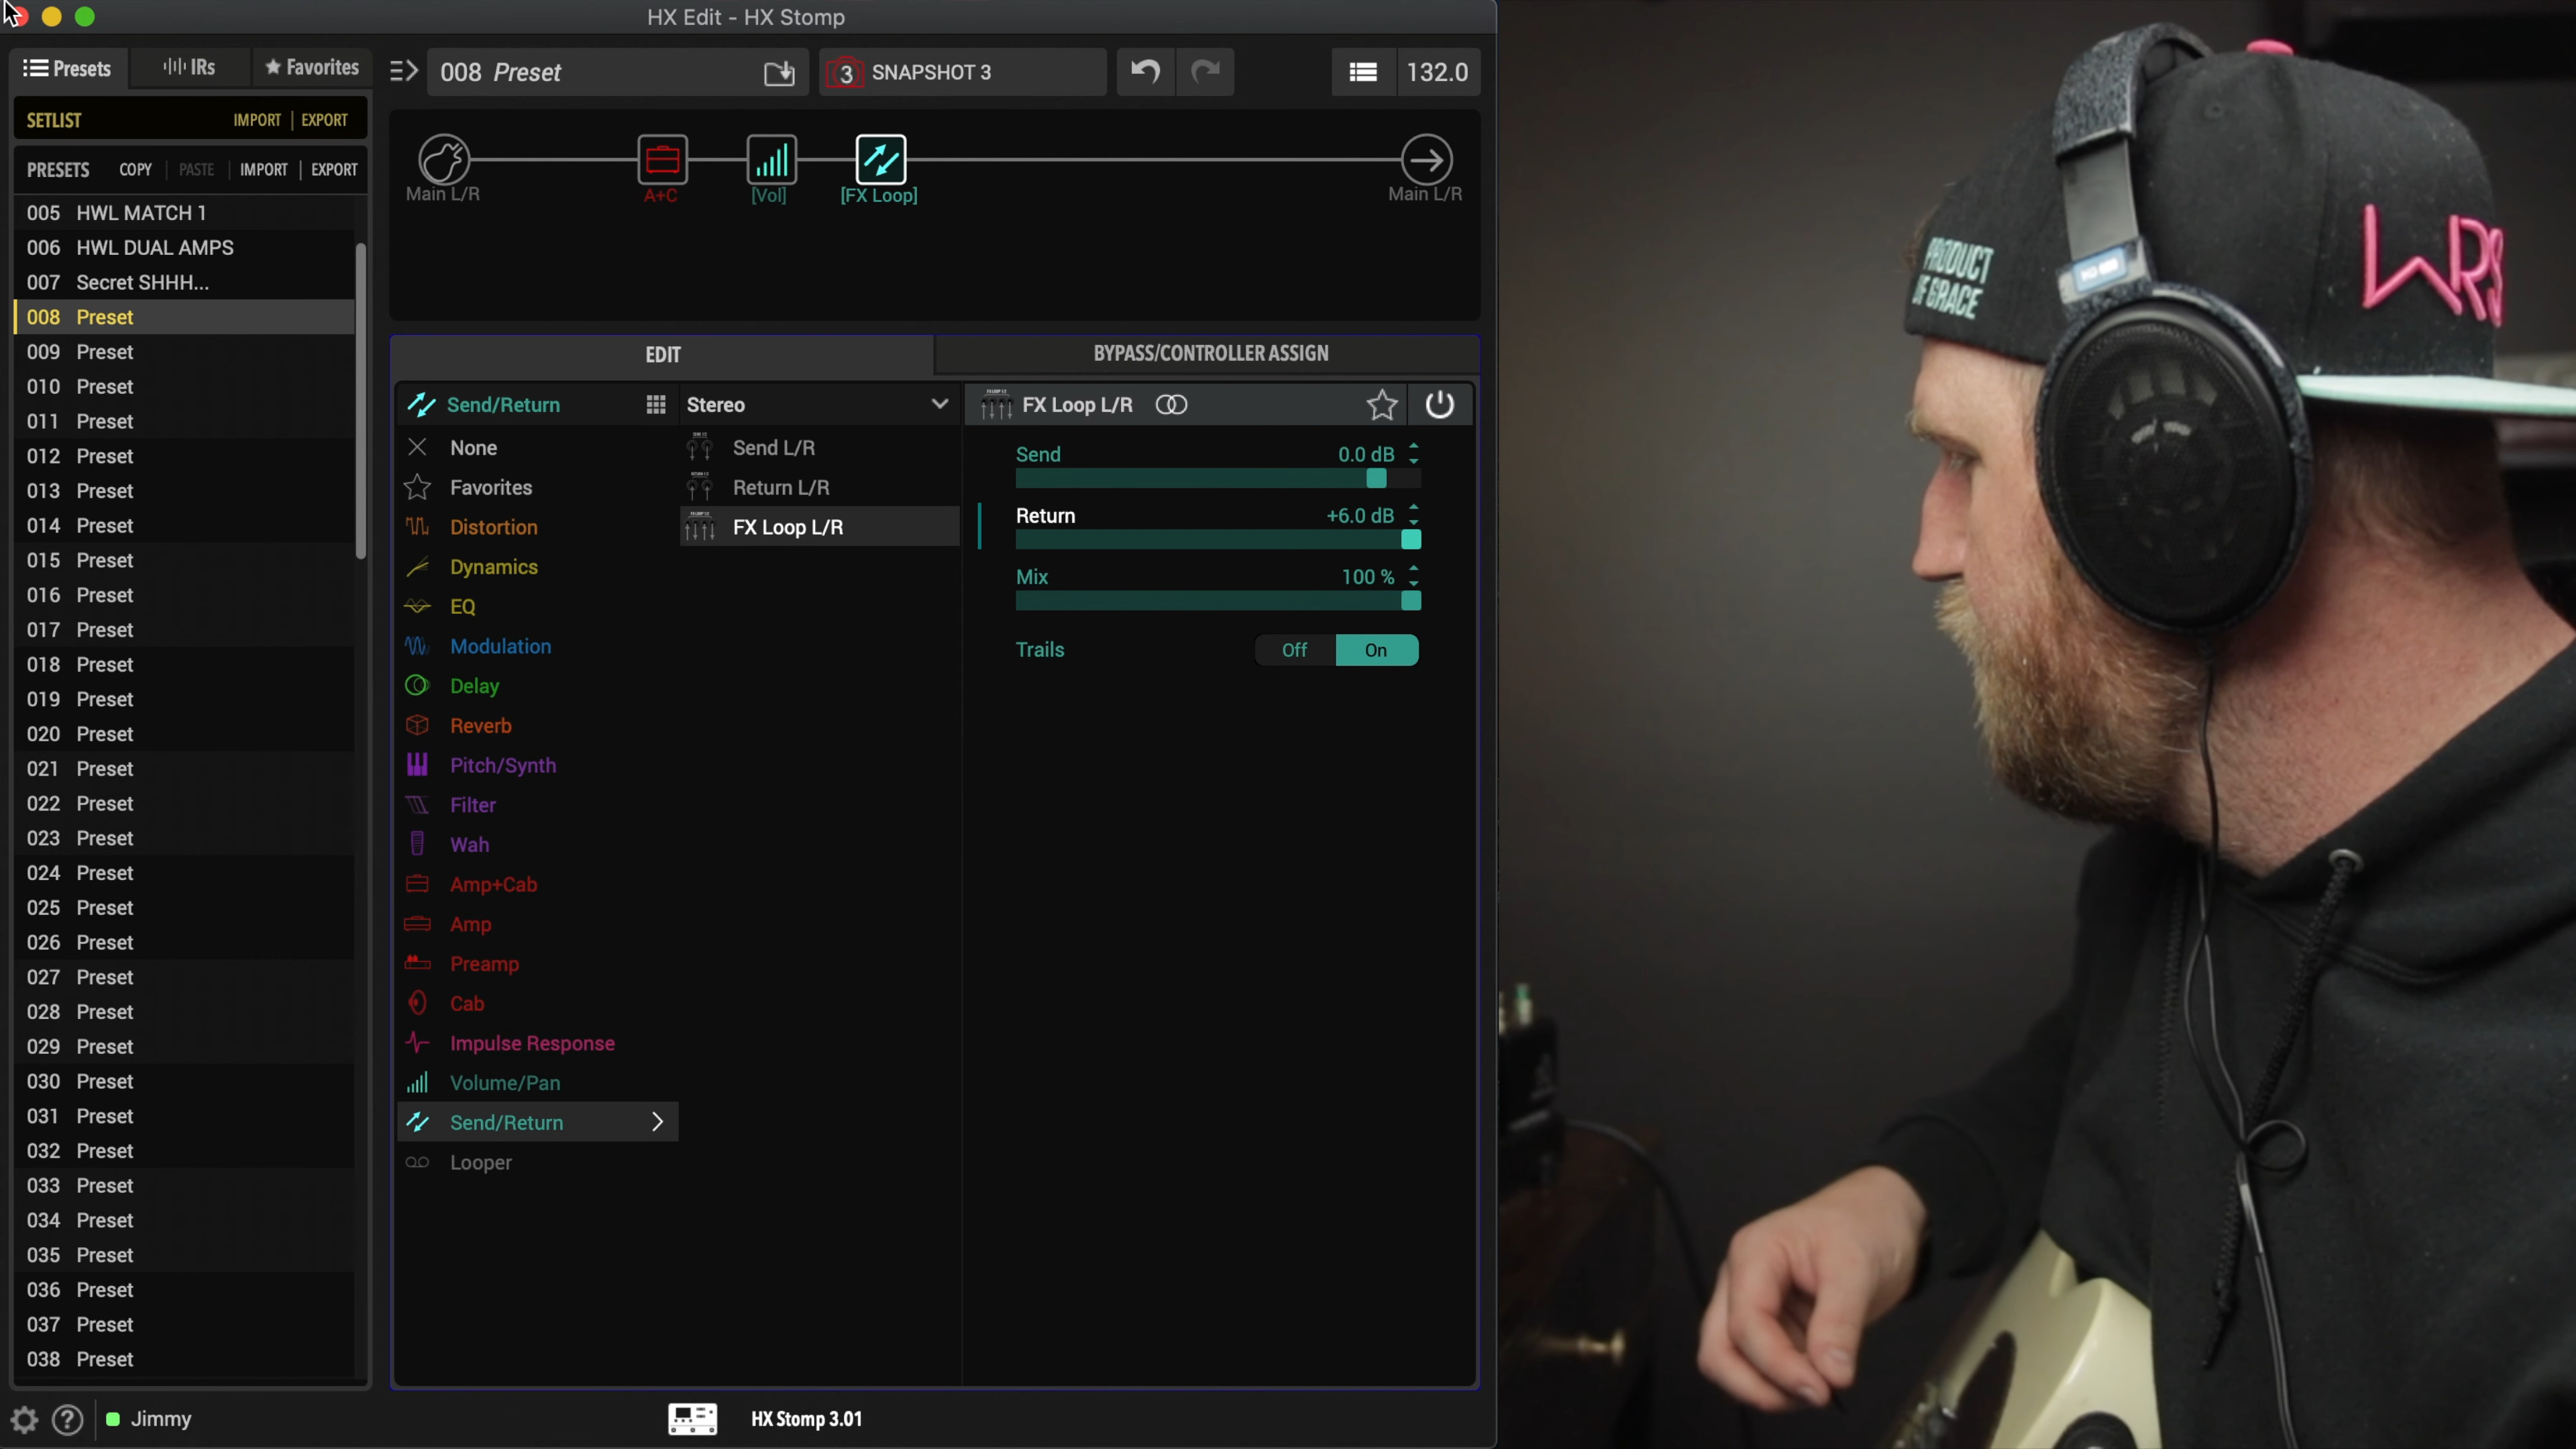 HX Edit - HX Stomp
Presets IRs Favorites
008 Preset
3 SNAPSHOT 3
132.0
SETLIST IMPORT | EXPORT
PRESETS COPY | PASTE | IMPORT | EXPORT
005 HWL MATCH 1
006 HWL DUAL AMPS
007 Secret SHHH...
008 Preset
009 Preset
010 Preset
011 Preset
012 Preset
013 Preset
014 Preset
015 Preset
016 Preset
017 Preset
018 Preset
019 Preset
020 Preset
021 Preset
022 Preset
023 Preset
024 Preset
025 Preset
026 Preset
027 Preset
028 Preset
029 Preset
030 Preset
031 Preset
032 Preset
033 Preset
034 Preset
035 Preset
036 Preset
037 Preset
038 Preset
Main L/R
A+C
[Vol]
[FX Loop]
Main L/R
EDIT
BYPASS/CONTROLLER ASSIGN
Send/Return
None
Favorites
Distortion
Dynamics
EQ
Modulation
Delay
Reverb
Pitch/Synth
Filter
Wah
Amp+Cab
Amp
Preamp
Cab
Impulse Response
Volume/Pan
Send/Return
Looper
Stereo
Send L/R
Return L/R
FX Loop L/R
FX Loop L/R
Send 0.0 dB
Return +6.0 dB
Mix 100 %
Trails Off On
Jimmy
HX Stomp 3.01
PRODUCT
OF GRACE
WRS